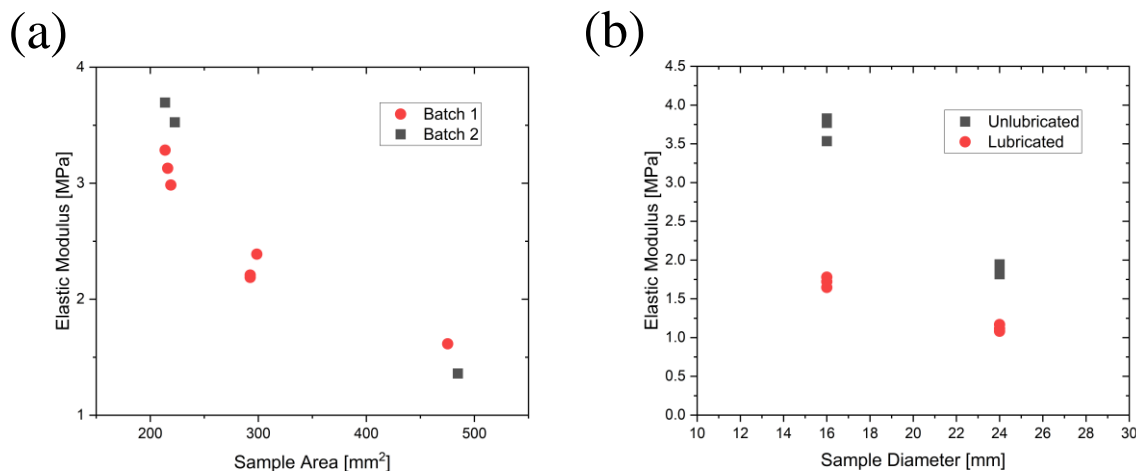 (a)
Elastic Modulus [MPa]
4
3
2
1
Batch 1
Batch 2
200
300
400
500
Sample Area [mm²]
(b)
Elastic Modulus [MPa]
4.5
4.0
3.5
3.0
2.5
2.0
1.5
1.0
0.5
0.0
Unlubricated
Lubricated
10
12
14
16
18
20
22
24
26
28
30
Sample Diameter [mm]